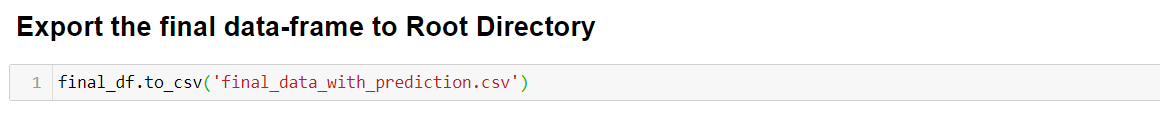 Export the final data-frame to Root Directory
1 final_df.to_csv('final_data_with_prediction.csv')